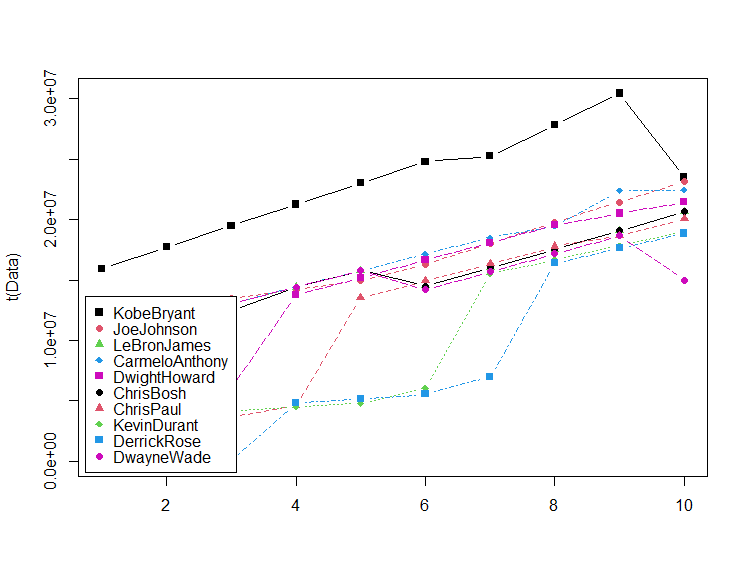 3.0e+07
2.0e+07
1.0e+07
0.0e+00
t(Data)
KobeBryant
JoeJohnson
LeBronJames
CarmeloAnthony
DwightHoward
ChrisBosh
ChrisPaul
KevinDurant
DerrickRose
DwayneWade
2 4 6 8 10